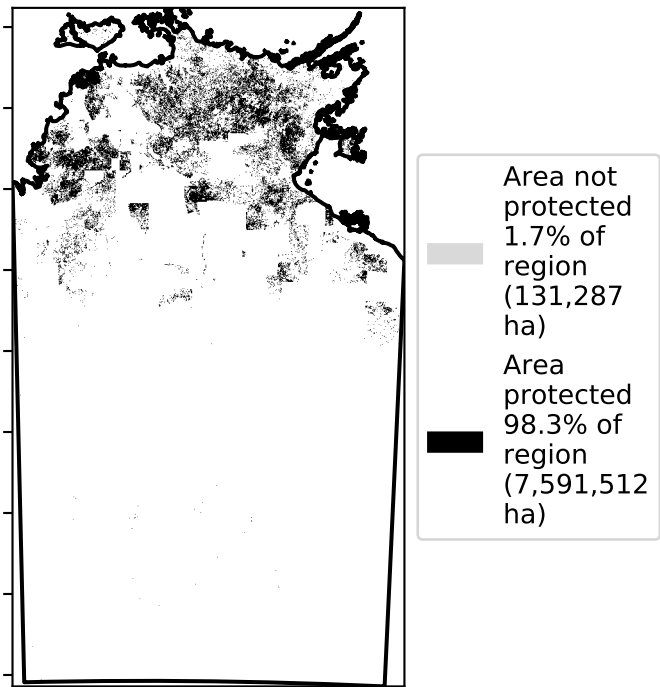 Area not
protected
1.7% of
region
(131,287
ha)
Area
protected
98.3% of
region
(7,591,512
ha)